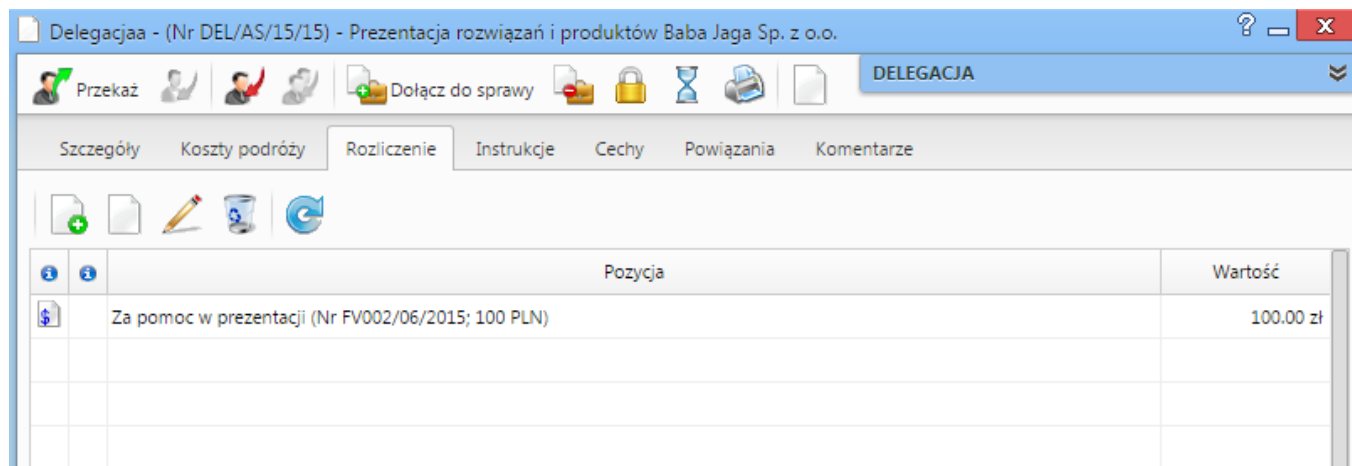 Delegacjaa - (Nr DEL/AS/15/15) - Prezentacja rozwiązań i produktów Baba Jaga Sp. z o.o.
Przekaż Dołącz do sprawy DELEGACJA
Szczegóły Koszty podróży Rozliczenie Instrukcje Cechy Powiązania Komentarze
Pozycja Wartość
Za pomoc w prezentacji (Nr FV002/06/2015; 100 PLN) 100.00 zł